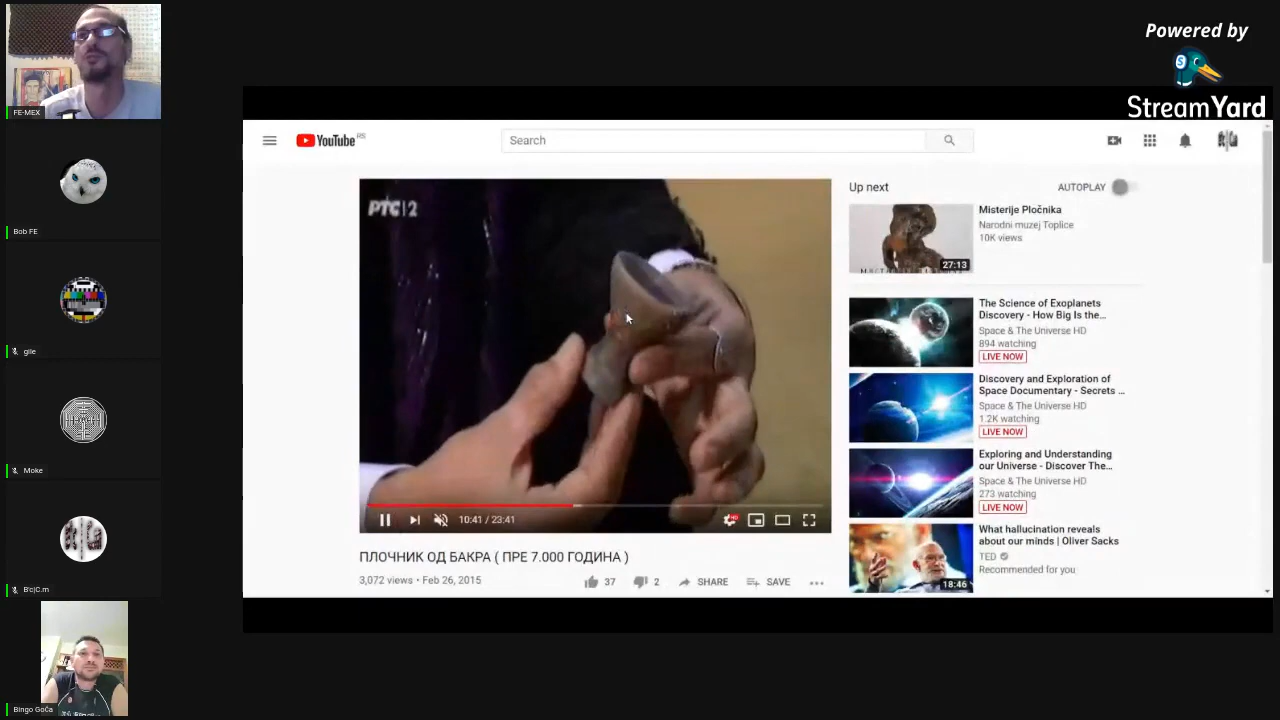 FE-MEX
Bob FE
gile
Moke
B'c|C.m
Bingo Goča
Powered by
StreamYard
YouTube RS
Search
РТС|2
10:41 / 23:41
HD
ПЛОЧНИК ОД БАКРА ( ПРЕ 7.000 ГОДИНА )
3,072 views • Feb 26, 2015
37
2
SHARE
SAVE
Up next
AUTOPLAY
Misterije Pločnika
Narodni muzej Toplice
10K views
27:13
The Science of Exoplanets
Discovery - How Big Is the...
Space & The Universe HD
894 watching
LIVE NOW
Discovery and Exploration of
Space Documentary - Secrets ...
Space & The Universe HD
1.2K watching
LIVE NOW
Exploring and Understanding
our Universe - Discover The...
Space & The Universe HD
273 watching
LIVE NOW
What hallucination reveals
about our minds | Oliver Sacks
TED
Recommended for you
18:46